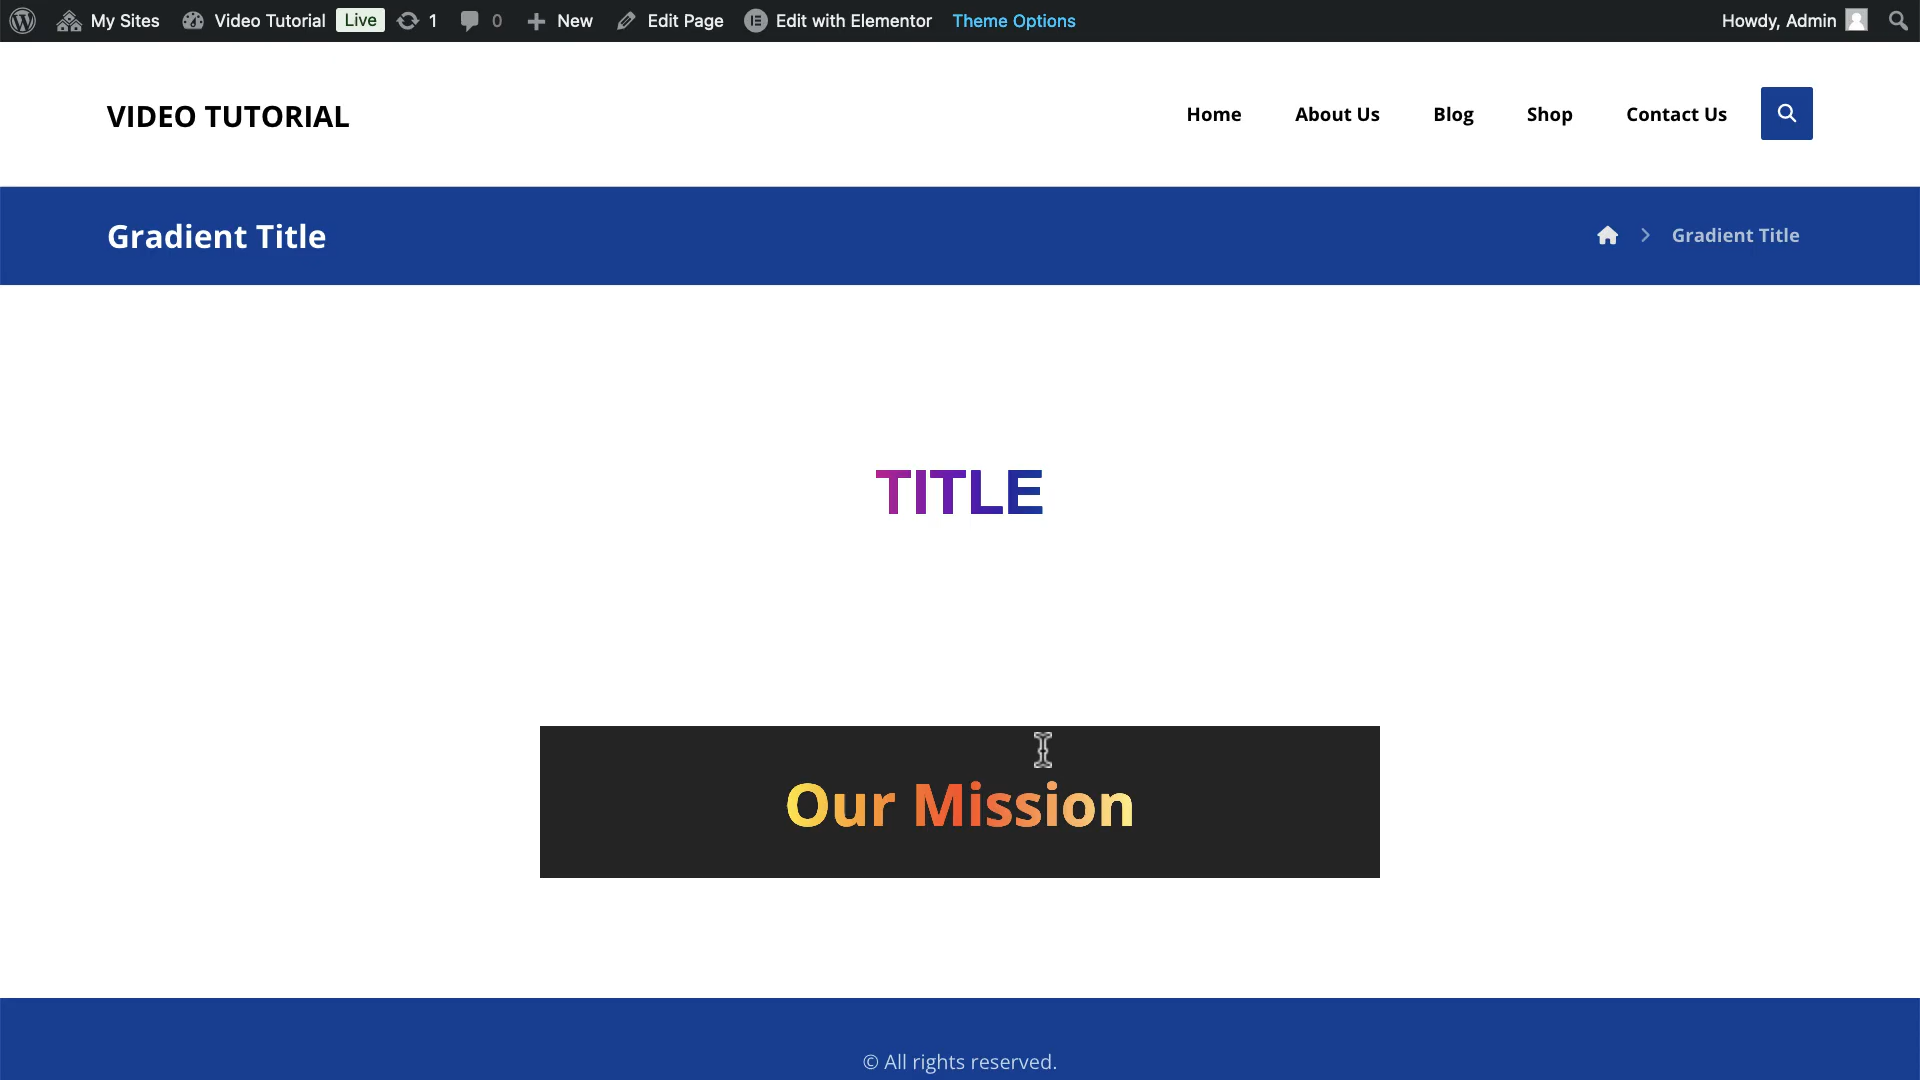 My Sites Video Tutorial Live 1 0 New Edit Page Edit with Elementor Theme Options Howdy, Admin
VIDEO TUTORIAL Home About Us Blog Shop Contact Us
Gradient Title Gradient Title
TITLE
Our Mission
© All rights reserved.